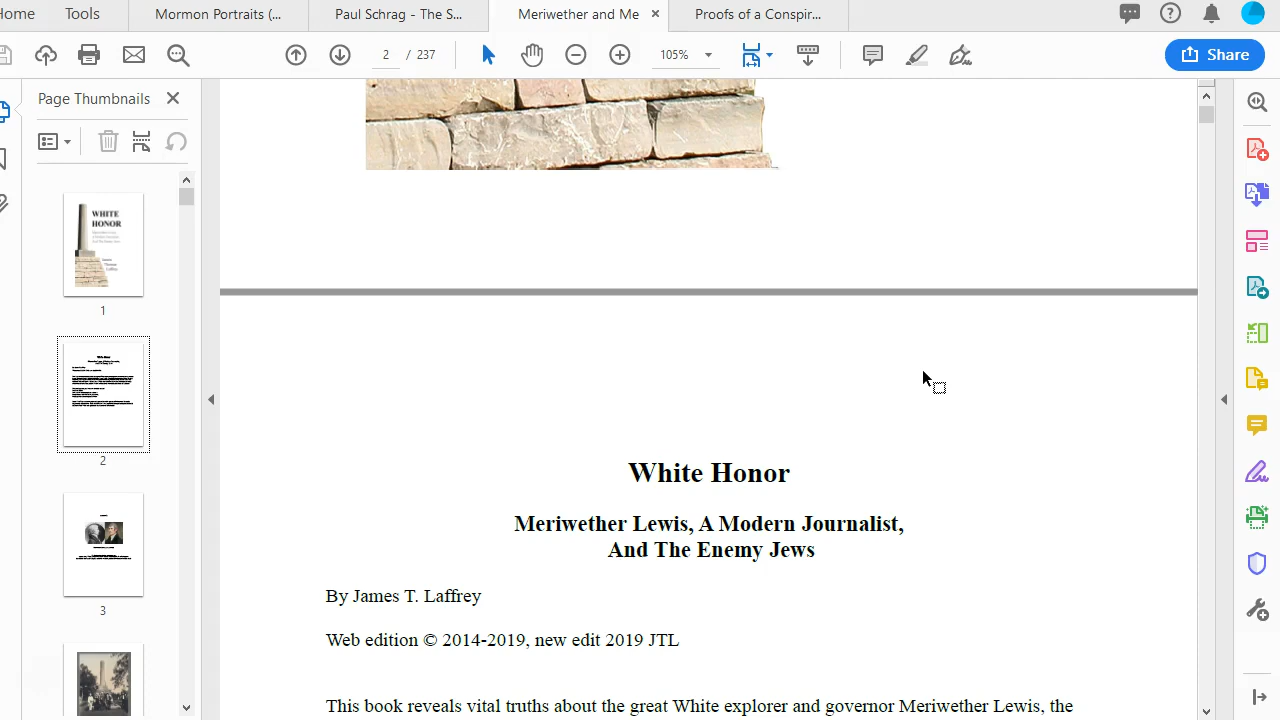 Home
Tools
Mormon Portraits (...
Paul Schrag - The S...
Meriwether and Me
Proofs of a Conspir...
2 / 237
105%
Share
Page Thumbnails
WHITE
HONOR
1
2
3
White Honor
Meriwether Lewis, A Modern Journalist,
And The Enemy Jews
By James T. Laffrey
Web edition © 2014-2019, new edit 2019 JTL
This book reveals vital truths about the great White explorer and governor Meriwether Lewis, the